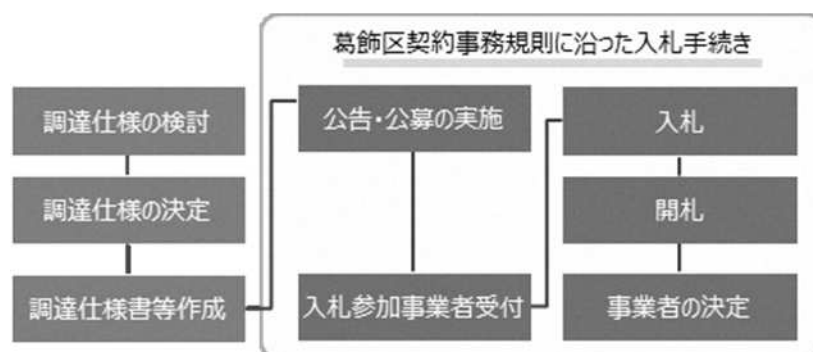 葛飾区契約事務規則に沿った入札手続き
調達仕様の検討
調達仕様の決定
調達仕様書等作成
公告・公募の実施
入札参加事業者受付
入札
開札
事業者の決定